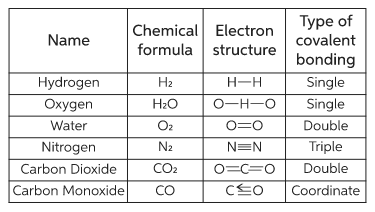 Name | Chemical formula | Electron structure | Type of covalent bonding
Hydrogen | H₂ | H—H | Single
Oxygen | H₂O | O—H—O | Single
Water | O₂ | O=O | Double
Nitrogen | N₂ | N≡N | Triple
Carbon Dioxide | CO₂ | O=C=O | Double
Carbon Monoxide | CO | C⪪O | Coordinate